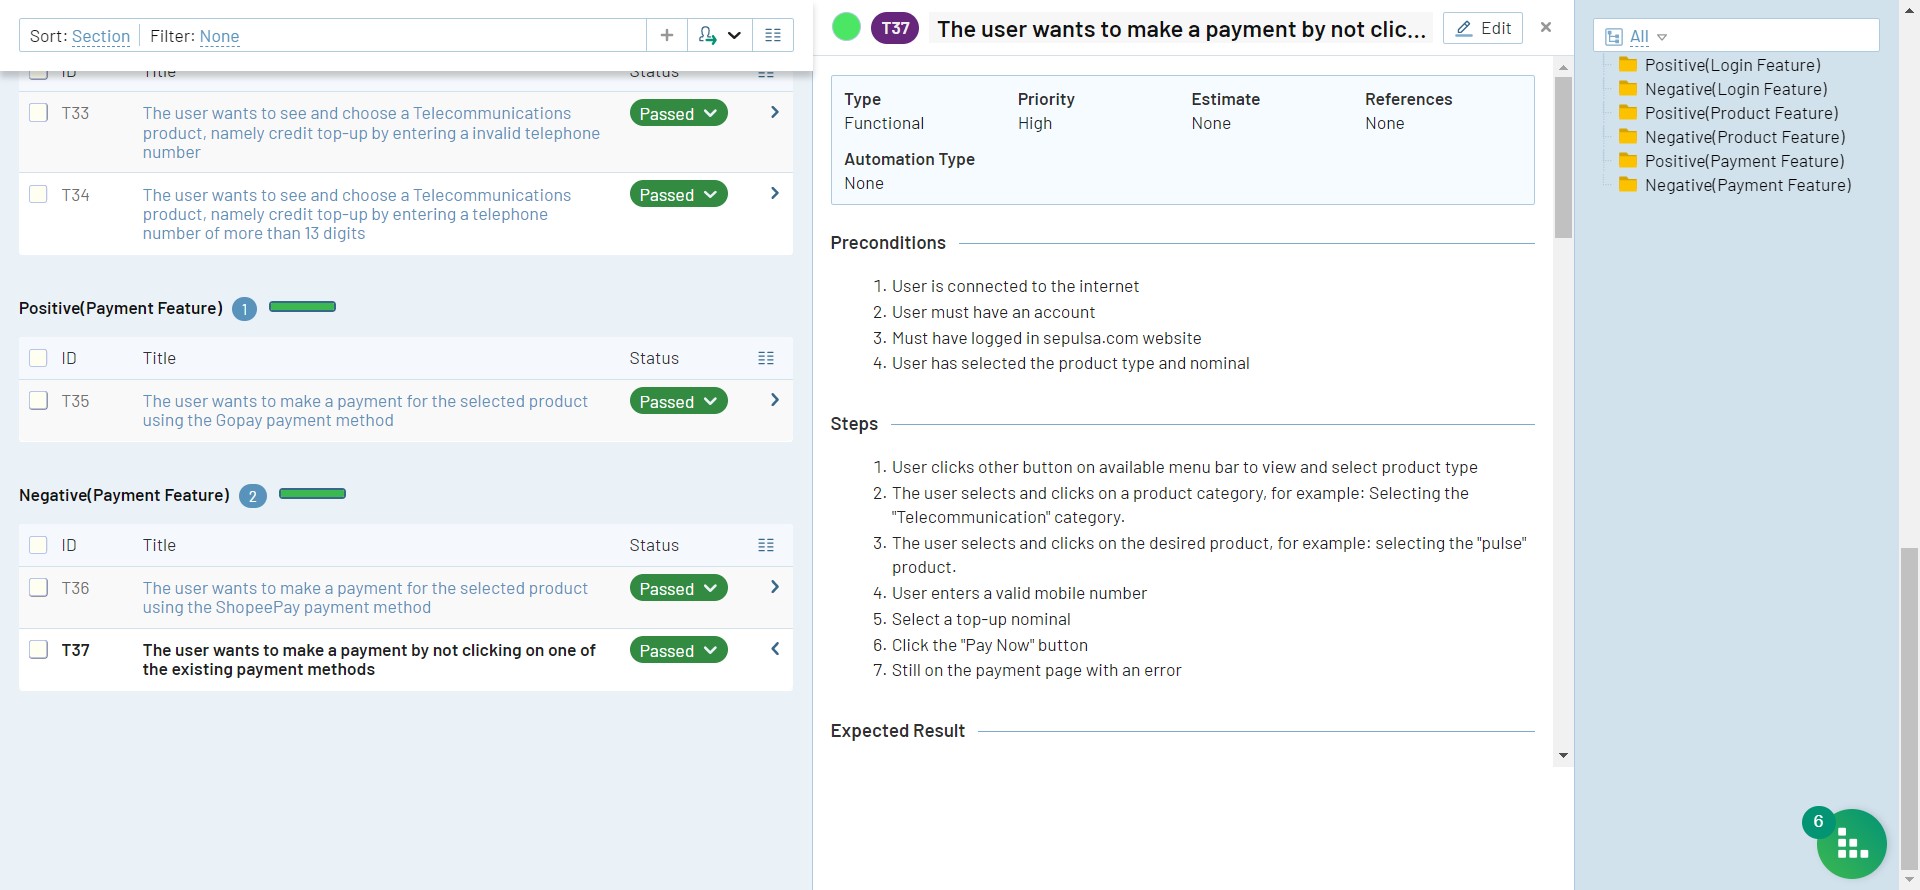 Sort: Section Filter: None
ID Title Status
T33 The user wants to see and choose a Telecommunications Passed
product, namely credit top-up by entering a invalid telephone
number
T34 The user wants to see and choose a Telecommunications Passed
product, namely credit top-up by entering a telephone
number of more than 13 digits
Positive(Payment Feature) 1
ID Title Status
T35 The user wants to make a payment for the selected product Passed
using the Gopay payment method
Negative(Payment Feature) 2
ID Title Status
T36 The user wants to make a payment for the selected product Passed
using the ShopeePay payment method
T37 The user wants to make a payment by not clicking on one of Passed
the existing payment methods
T37 The user wants to make a payment by not clic... Edit
Type Priority Estimate References
Functional High None None
Automation Type
None
Preconditions
1. User is connected to the internet
2. User must have an account
3. Must have logged in sepulsa.com website
4. User has selected the product type and nominal
Steps
1. User clicks other button on available menu bar to view and select product type
2. The user selects and clicks on a product category, for example: Selecting the
"Telecommunication" category.
3. The user selects and clicks on the desired product, for example: selecting the "pulse"
product.
4. User enters a valid mobile number
5. Select a top-up nominal
6. Click the "Pay Now" button
7. Still on the payment page with an error
Expected Result
All
Positive(Login Feature)
Negative(Login Feature)
Positive(Product Feature)
Negative(Product Feature)
Positive(Payment Feature)
Negative(Payment Feature)
6